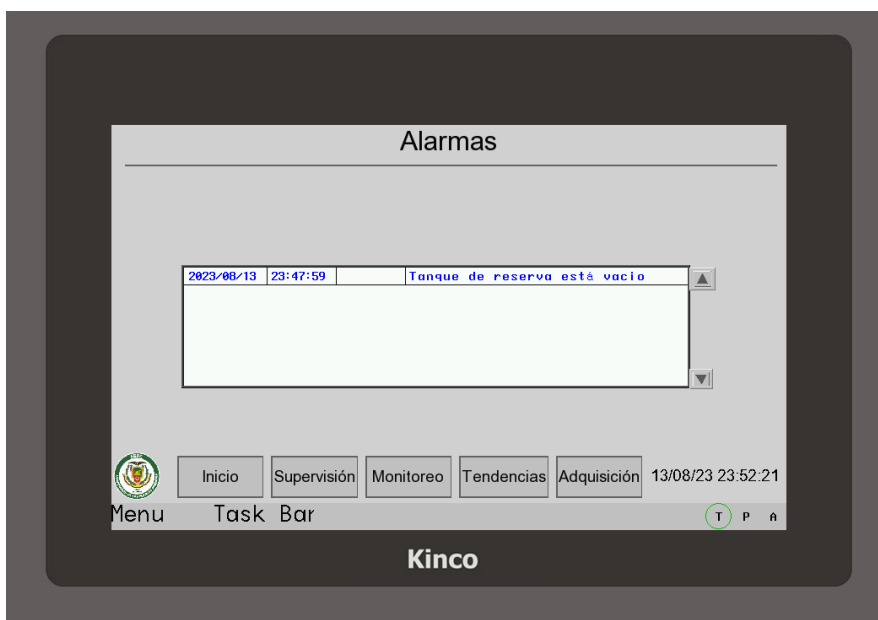 Alarmas
2023/08/13 23:47:59 Tanque de reserva está vacio
Inicio Supervisión Monitoreo Tendencias Adquisición 13/08/23 23:52:21
Menu Task Bar T P A
Kinco